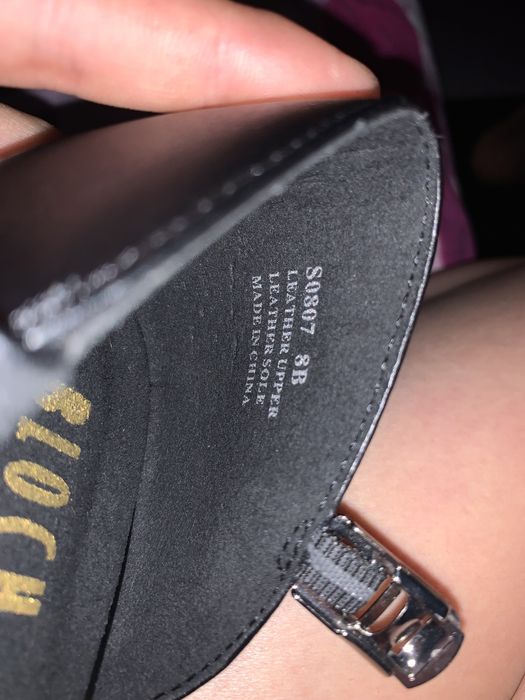 S0807 8B
LEATHER UPPER
LEATHER SOLE
MADE IN CHINA
BLOCH